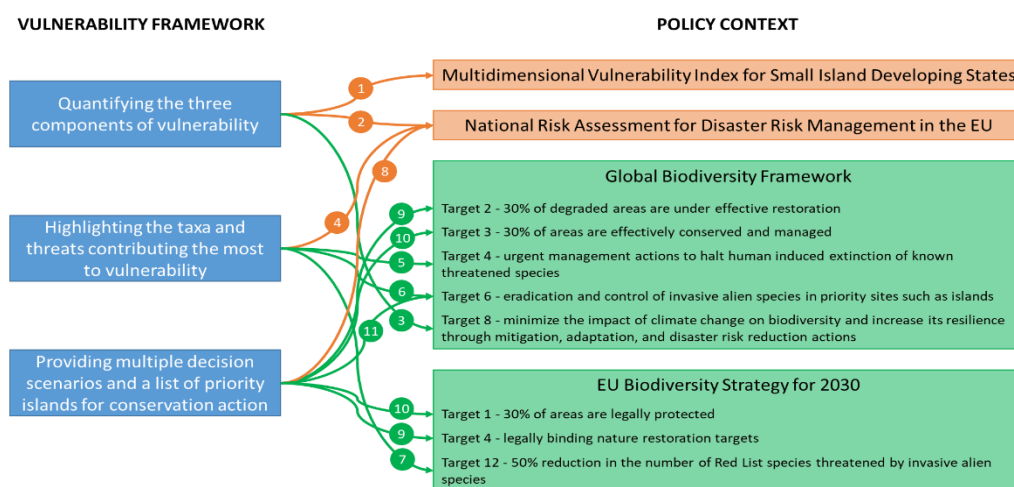 VULNERABILITY FRAMEWORK
POLICY CONTEXT
Quantifying the three
components of vulnerability
Highlighting the taxa and
threats contributing the most
to vulnerability
Providing multiple decision
scenarios and a list of priority
islands for conservation action
1
2
8
4
9
10
5
6
3
11
10
9
7
Multidimensional Vulnerability Index for Small Island Developing States
National Risk Assessment for Disaster Risk Management in the EU
Global Biodiversity Framework
Target 2 - 30% of degraded areas are under effective restoration
Target 3 - 30% of areas are effectively conserved and managed
Target 4 - urgent management actions to halt human induced extinction of known
threatened species
Target 6 - eradication and control of invasive alien species in priority sites such as islands
Target 8 - minimize the impact of climate change on biodiversity and increase its resilience
through mitigation, adaptation, and disaster risk reduction actions
EU Biodiversity Strategy for 2030
Target 1 - 30% of areas are legally protected
Target 4 - legally binding nature restoration targets
Target 12 - 50% reduction in the number of Red List species threatened by invasive alien
species